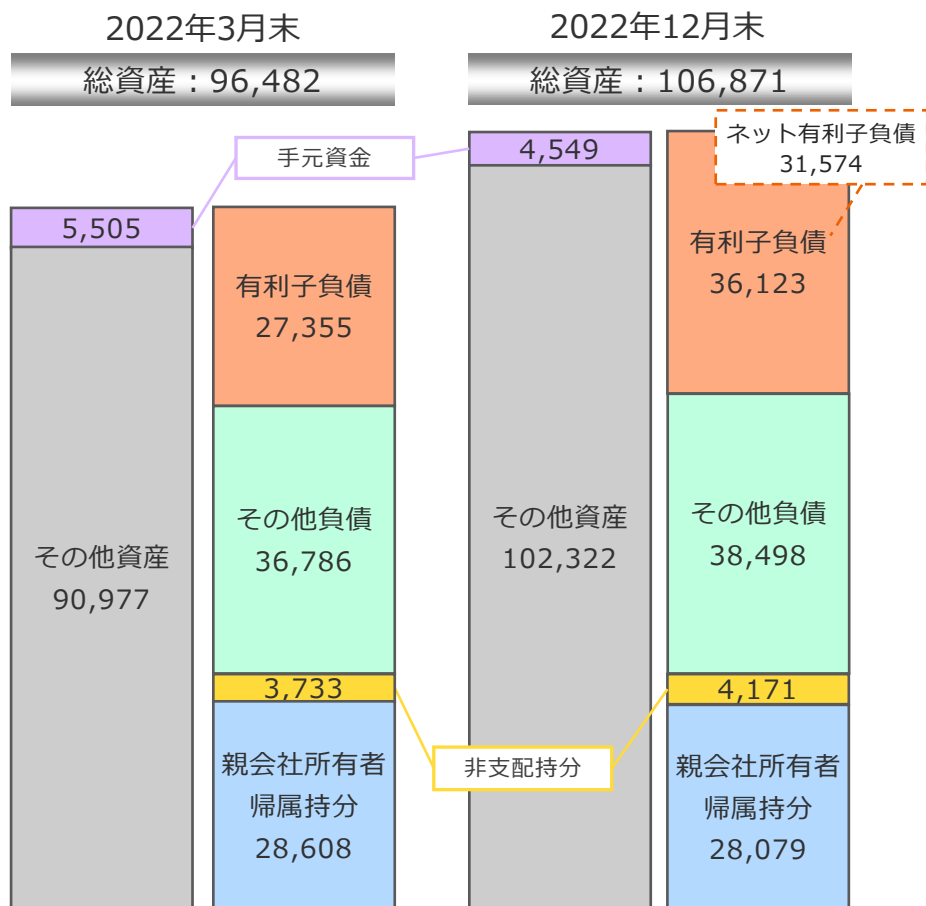 2022年3月末
総資産：96,482
手元資金
5,505
その他資産
90,977
有利子負債
27,355
その他負債
36,786
3,733
親会社所有者
帰属持分
28,608
非支配持分
2022年12月末
総資産：106,871
4,549
その他資産
102,322
ネット有利子負債
31,574
有利子負債
36,123
その他負債
38,498
4,171
親会社所有者
帰属持分
28,079